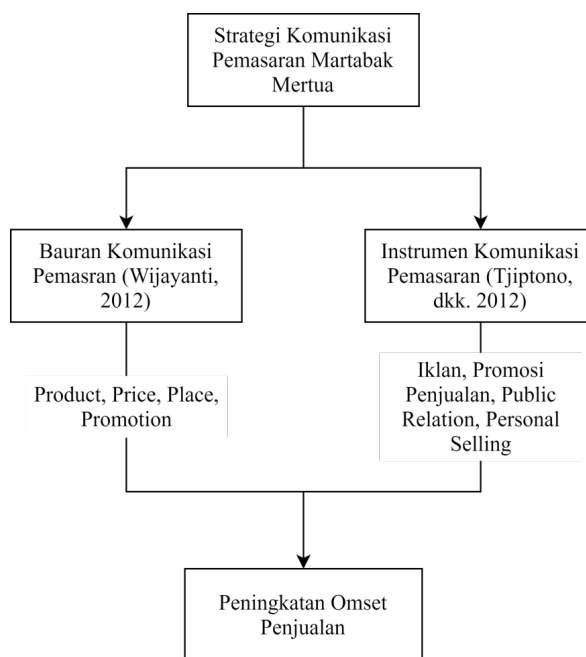 Strategi Komunikasi
Pemasaran Martabak
Mertua
Bauran Komunikasi
Pemasran (Wijayanti,
2012)
Instrumen Komunikasi
Pemasaran (Tjiptono,
dkk. 2012)
Product, Price, Place,
Promotion
Iklan, Promosi
Penjualan, Public
Relation, Personal
Selling
Peningkatan Omset
Penjualan